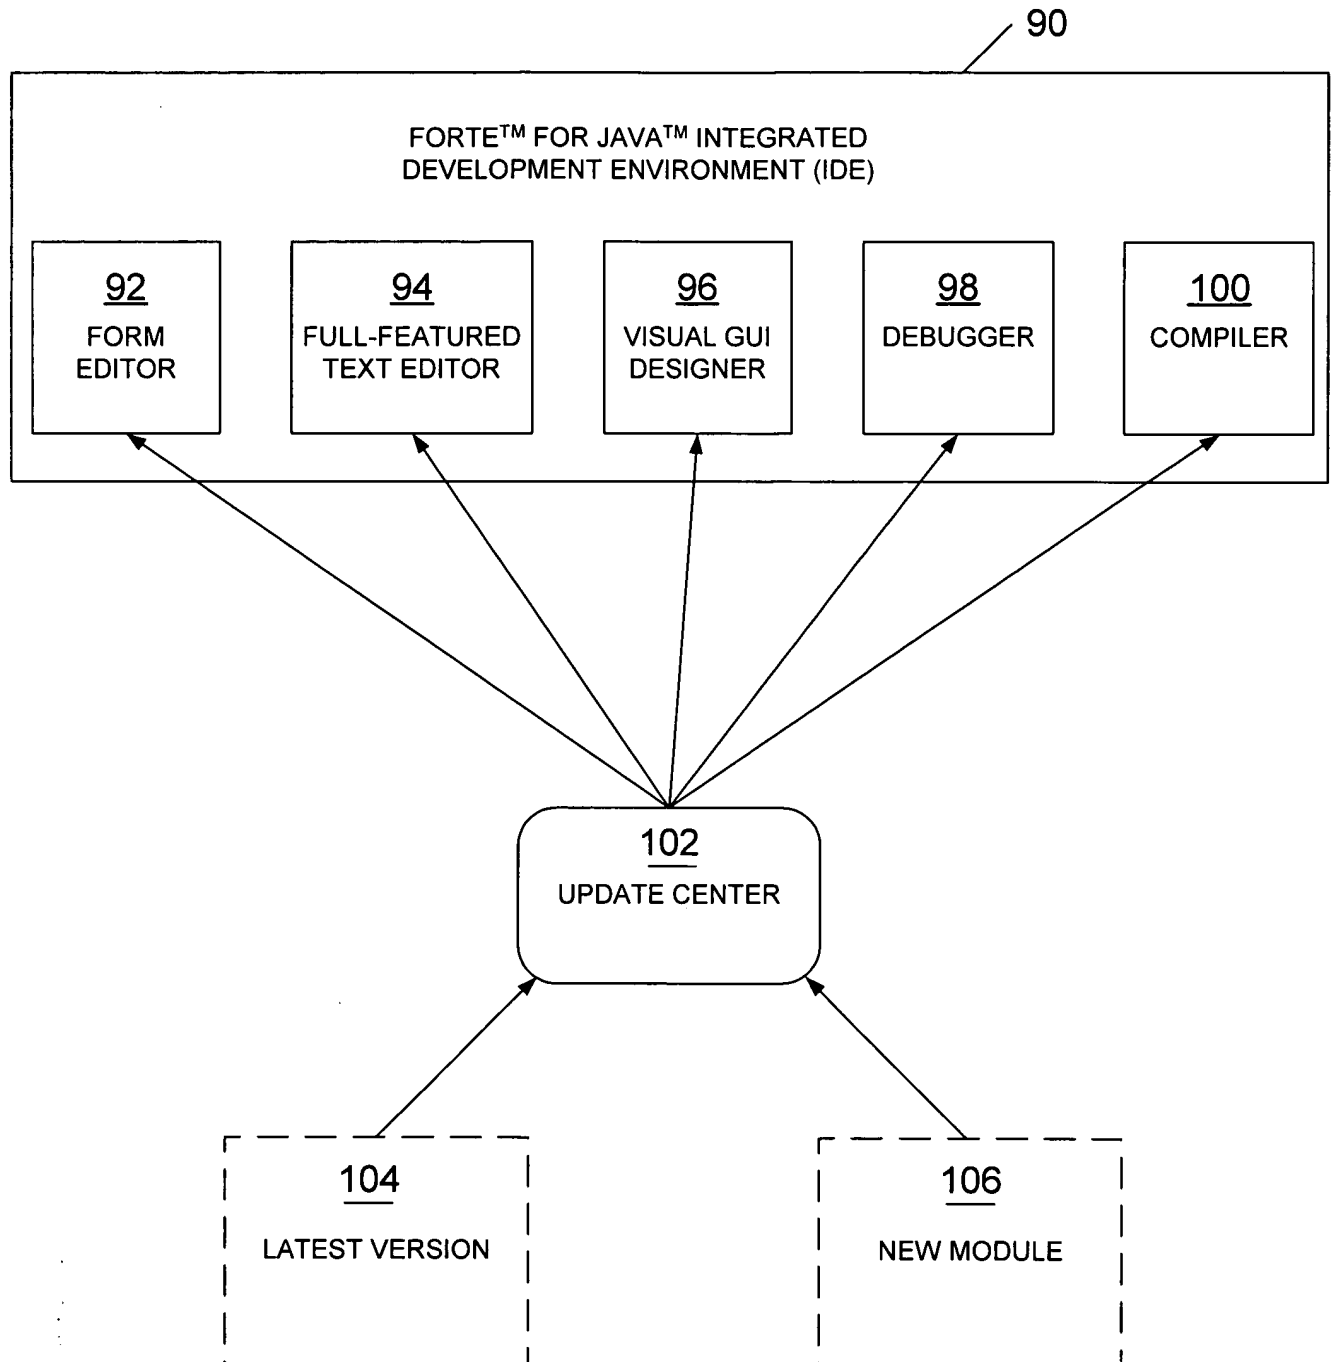 90
FORTE™ FOR JAVA™ INTEGRATED
DEVELOPMENT ENVIRONMENT (IDE)
92
FORM
EDITOR
94
FULL-FEATURED
TEXT EDITOR
96
VISUAL GUI
DESIGNER
98
DEBUGGER
100
COMPILER
102
UPDATE CENTER
104
LATEST VERSION
106
NEW MODULE